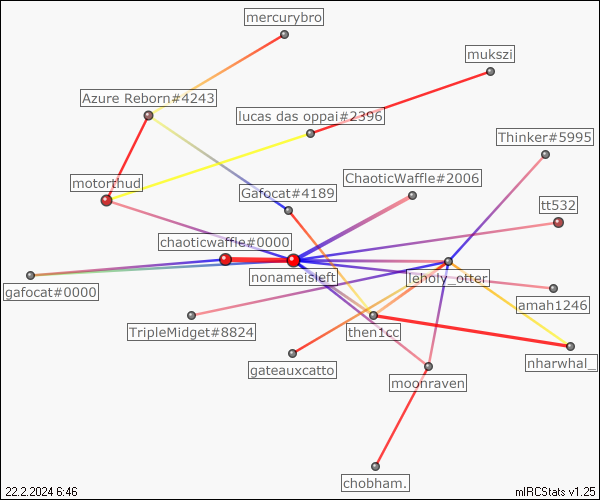 mercurybro
mukszi
Azure Reborn#4243
lucas das oppai#2396
Thinker#5995
motorthud
ChaoticWaffle#2006
Gafocat#4189
tt532
chaoticwaffle#0000
nonameisleft
leholy_otter
gafocat#0000
amah1246
TripleMidget#8824
then1cc
nharwhal_
gateauxcatto
moonraven
chobham.
22.2.2024 6:46
mIRCStats v1.25